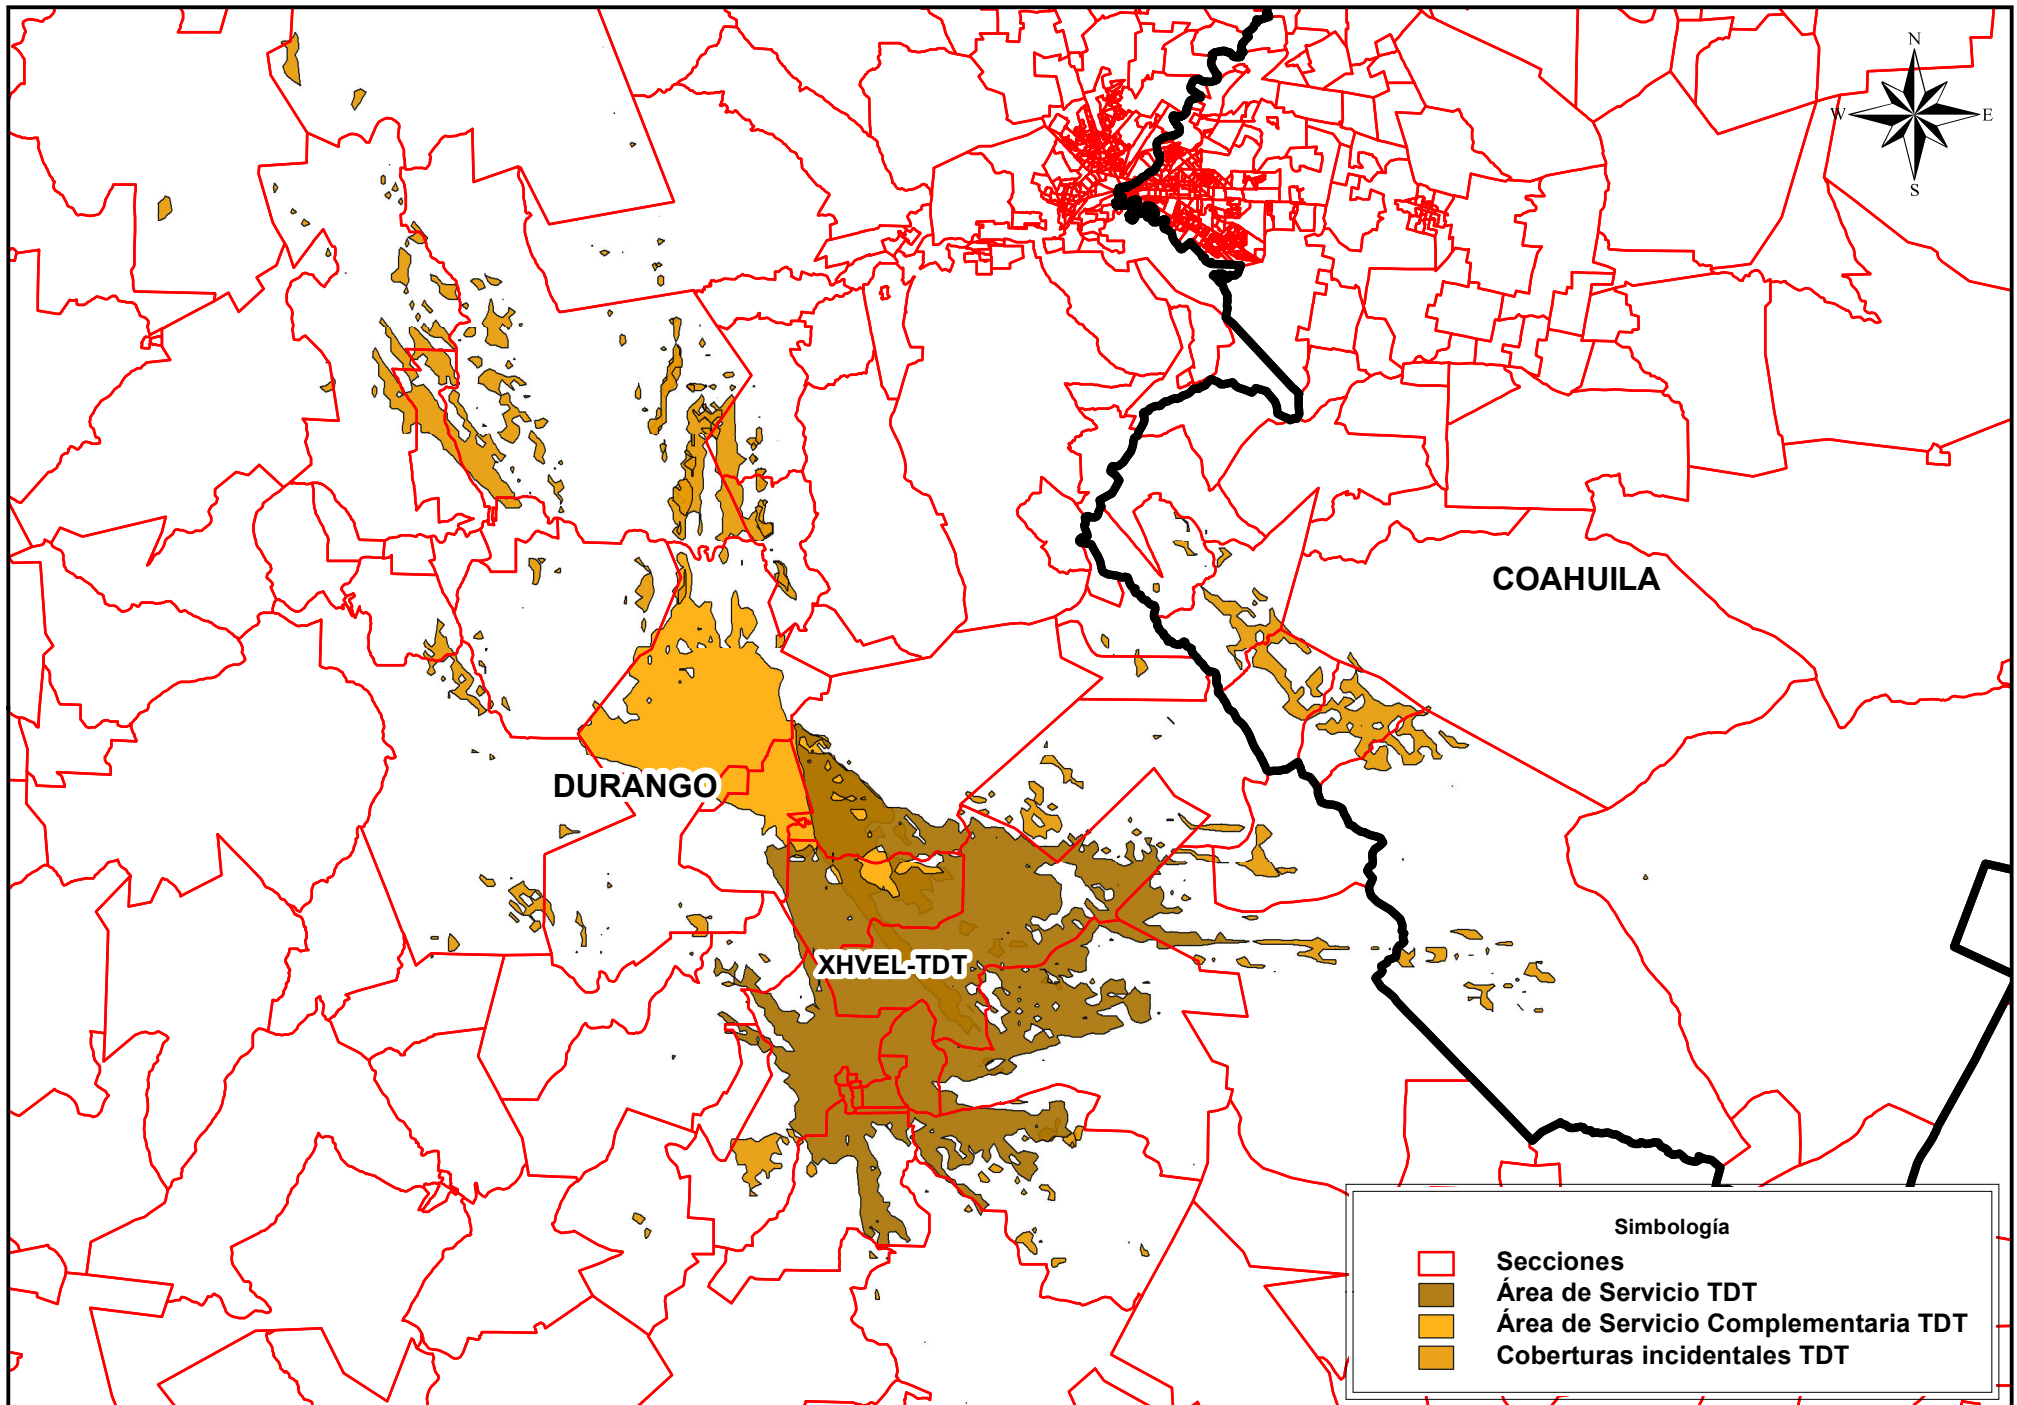 N
W E
S
COAHUILA
DURANGO
XHVEL-TDT
Simbología
Secciones
Área de Servicio TDT
Área de Servicio Complementaria TDT
Coberturas incidentales TDT